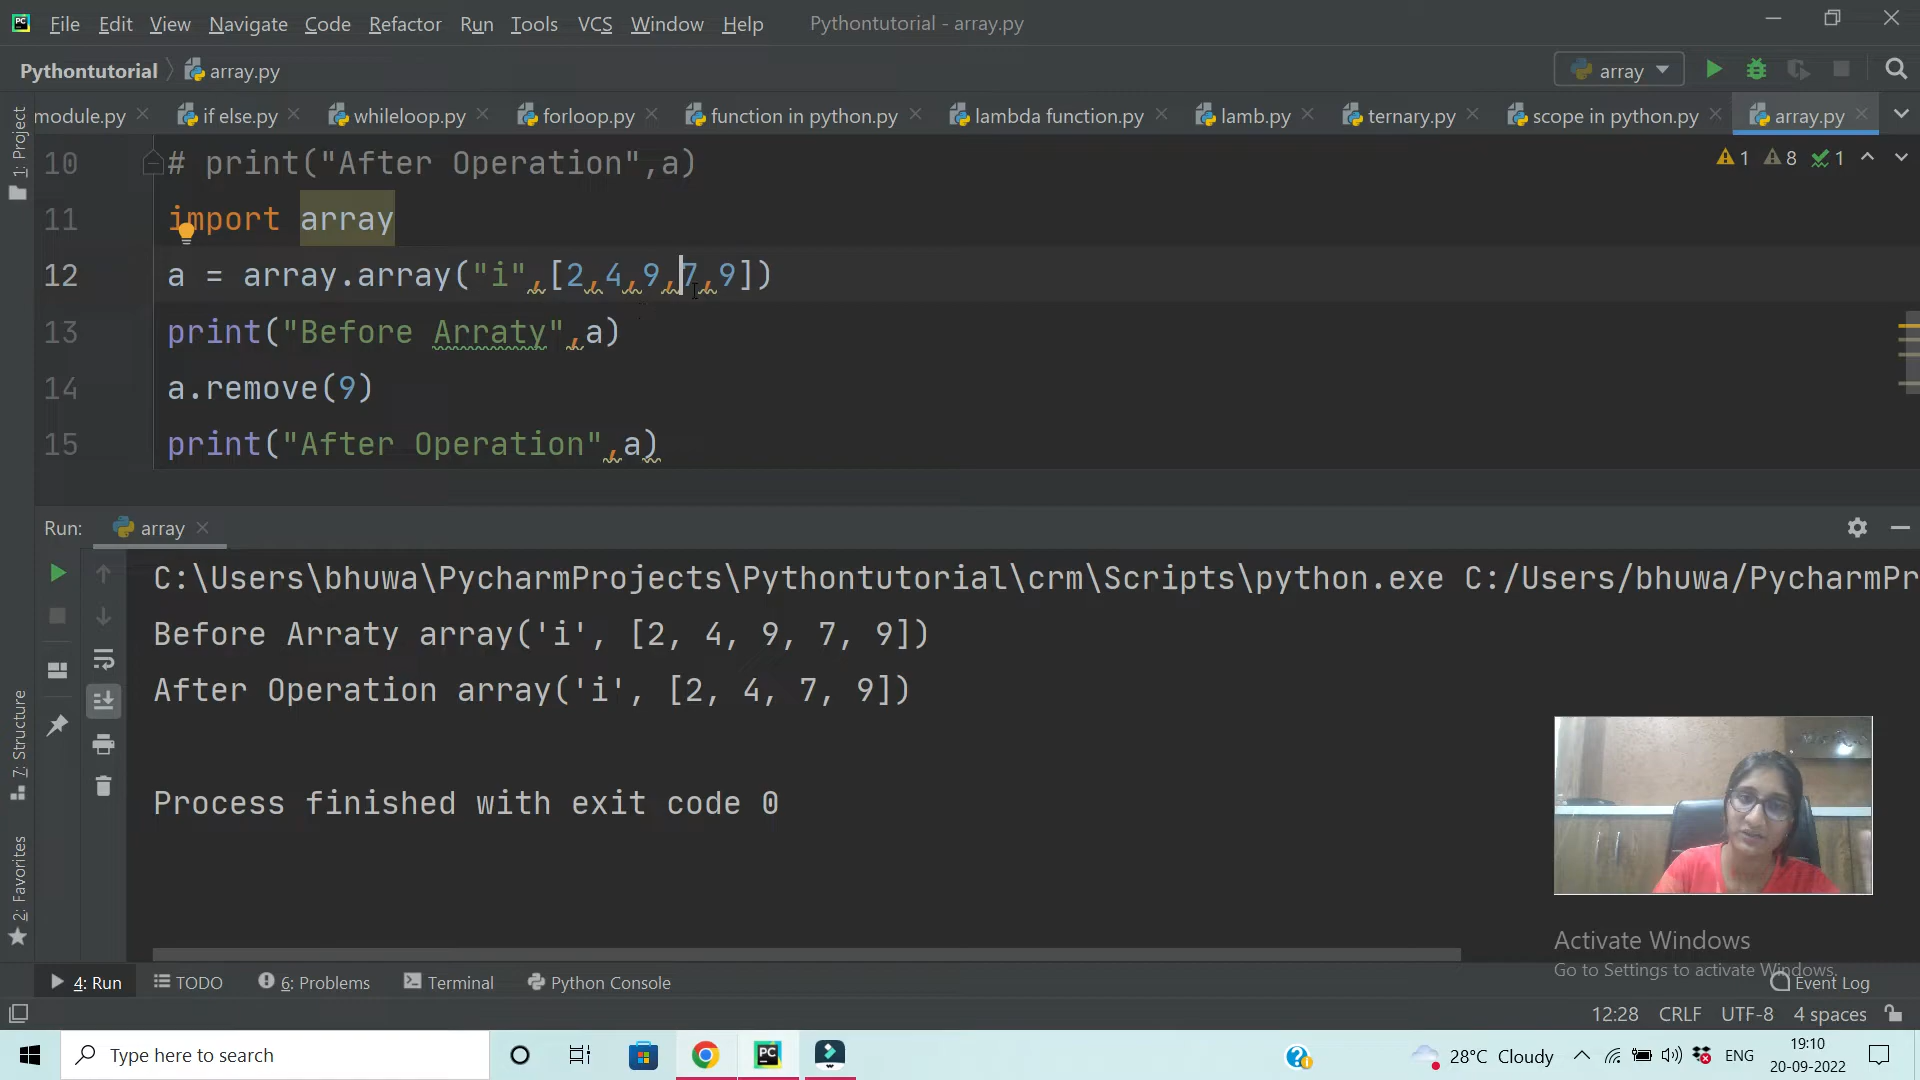 File Edit View Navigate Code Refactor Run Tools VCS Window Help Pythontutorial - array.py
Pythontutorial array.py array
1: Project
module.py if else.py whileloop.py forloop.py function in python.py lambda function.py lamb.py ternary.py scope in python.py array.py
1 8 1
10 # print("After Operation",a)
11 import array
12 a = array.array("i",[2,4,9,7,9])
13 print("Before Arraty",a)
14 a.remove(9)
15 print("After Operation",a)
Run: array
C:\Users\bhuwa\PycharmProjects\Pythontutorial\crm\Scripts\python.exe C:/Users/bhuwa/PycharmPr
Before Arraty array('i', [2, 4, 9, 7, 9])
After Operation array('i', [2, 4, 7, 9])
Process finished with exit code 0
7: Structure
2: Favorites
Activate Windows
Go to Settings to activate Windows.
4: Run TODO 6: Problems Terminal Python Console Event Log
12:28 CRLF UTF-8 4 spaces
Type here to search
28°C Cloudy
ENG
19:10
20-09-2022